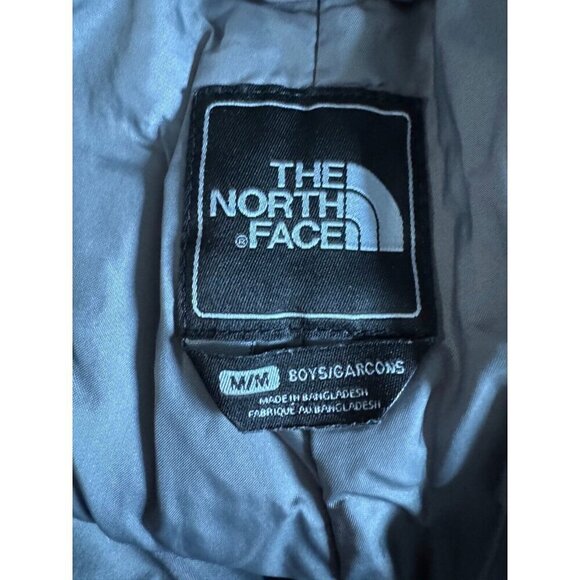 THE
NORTH
®FACE
M/M BOYS/GARCONS
MADE IN BANGLADESH
FABRIQUE AU BANGLADESH